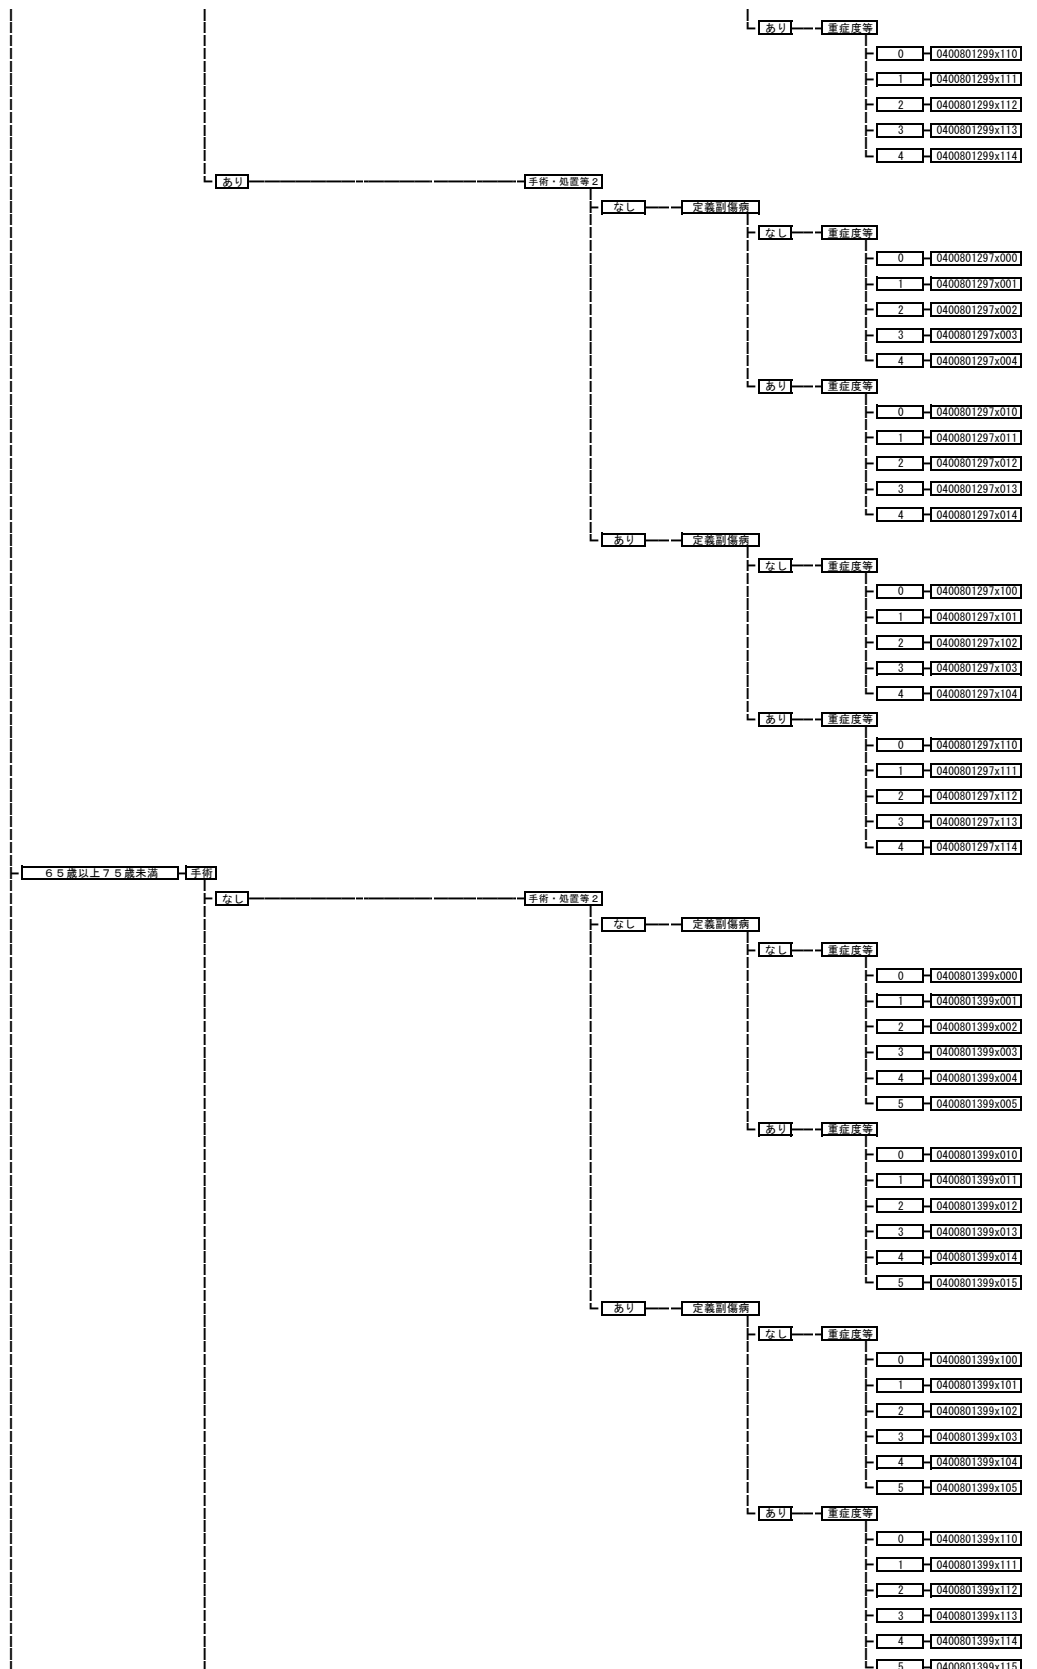 あり 重症度等
0 0400801299x110
1 0400801299x111
2 0400801299x112
3 0400801299x113
4 0400801299x114
あり 手術・処置等２
なし 定義副傷病
なし 重症度等
0 0400801297x000
1 0400801297x001
2 0400801297x002
3 0400801297x003
4 0400801297x004
あり 重症度等
0 0400801297x010
1 0400801297x011
2 0400801297x012
3 0400801297x013
4 0400801297x014
あり 定義副傷病
なし 重症度等
0 0400801297x100
1 0400801297x101
2 0400801297x102
3 0400801297x103
4 0400801297x104
あり 重症度等
0 0400801297x110
1 0400801297x111
2 0400801297x112
3 0400801297x113
4 0400801297x114
６５歳以上７５歳未満 手術
なし 手術・処置等２
なし 定義副傷病
なし 重症度等
0 0400801399x000
1 0400801399x001
2 0400801399x002
3 0400801399x003
4 0400801399x004
5 0400801399x005
あり 重症度等
0 0400801399x010
1 0400801399x011
2 0400801399x012
3 0400801399x013
4 0400801399x014
5 0400801399x015
あり 定義副傷病
なし 重症度等
0 0400801399x100
1 0400801399x101
2 0400801399x102
3 0400801399x103
4 0400801399x104
5 0400801399x105
あり 重症度等
0 0400801399x110
1 0400801399x111
2 0400801399x112
3 0400801399x113
4 0400801399x114
5 0400801399x115